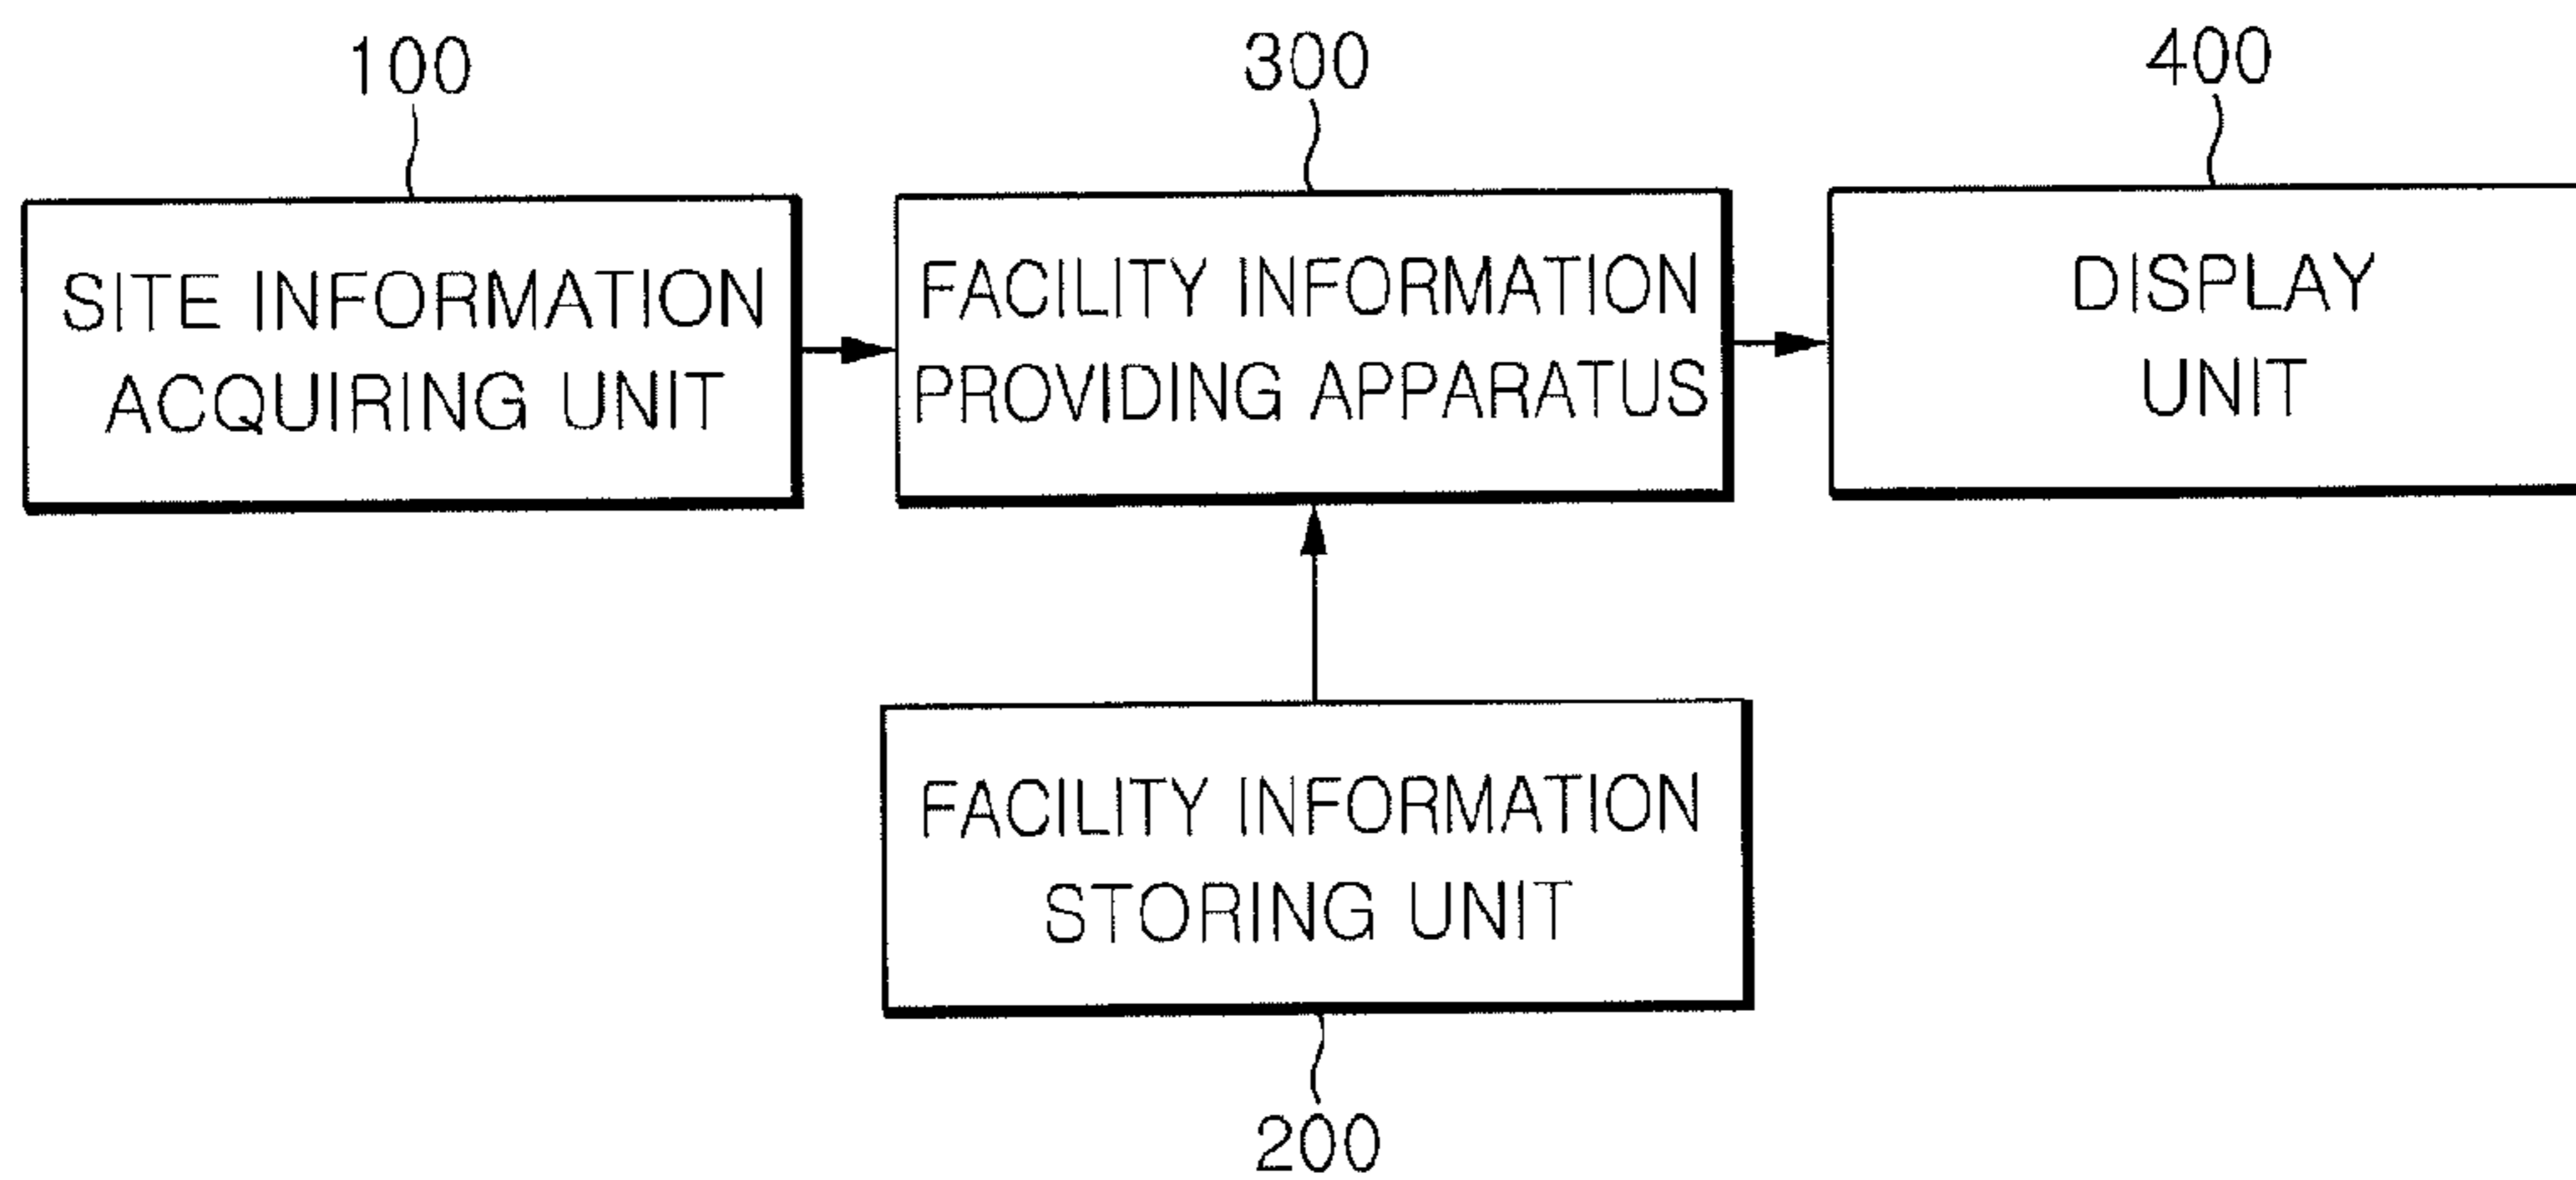 100
300
400
SITE INFORMATION
ACQUIRING UNIT
FACILITY INFORMATION
PROVIDING APPARATUS
DISPLAY
UNIT
FACILITY INFORMATION
STORING UNIT
200